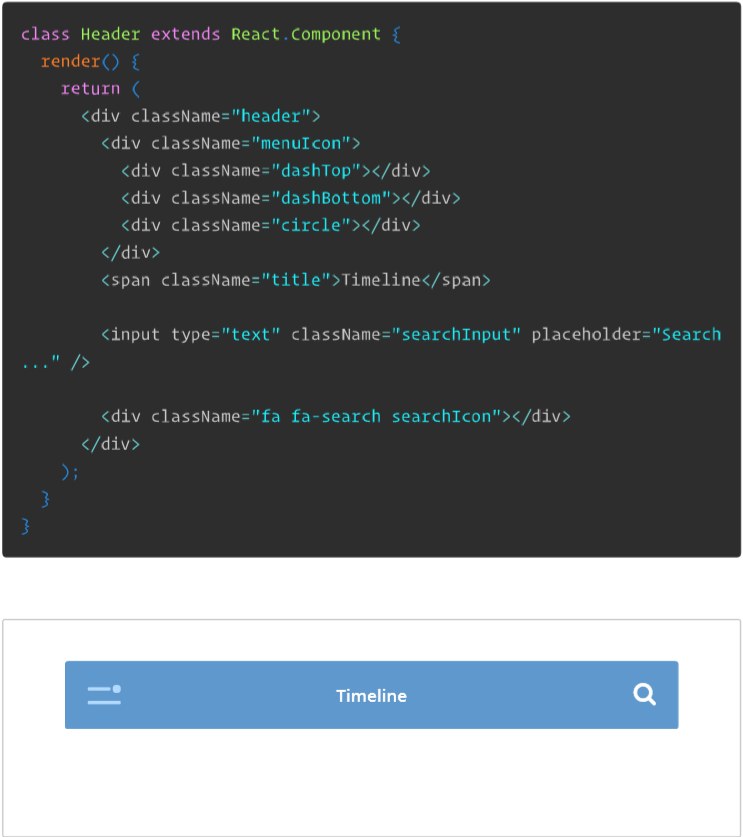 class Header extends React.Component {
  render() {
    return (
      <div className="header">
        <div className="menuIcon">
          <div className="dashTop"></div>
          <div className="dashBottom"></div>
          <div className="circle"></div>
        </div>
        <span className="title">Timeline</span>

        <input type="text" className="searchInput" placeholder="Search
..." />

        <div className="fa fa-search searchIcon"></div>
      </div>
    );
  }
}
Timeline